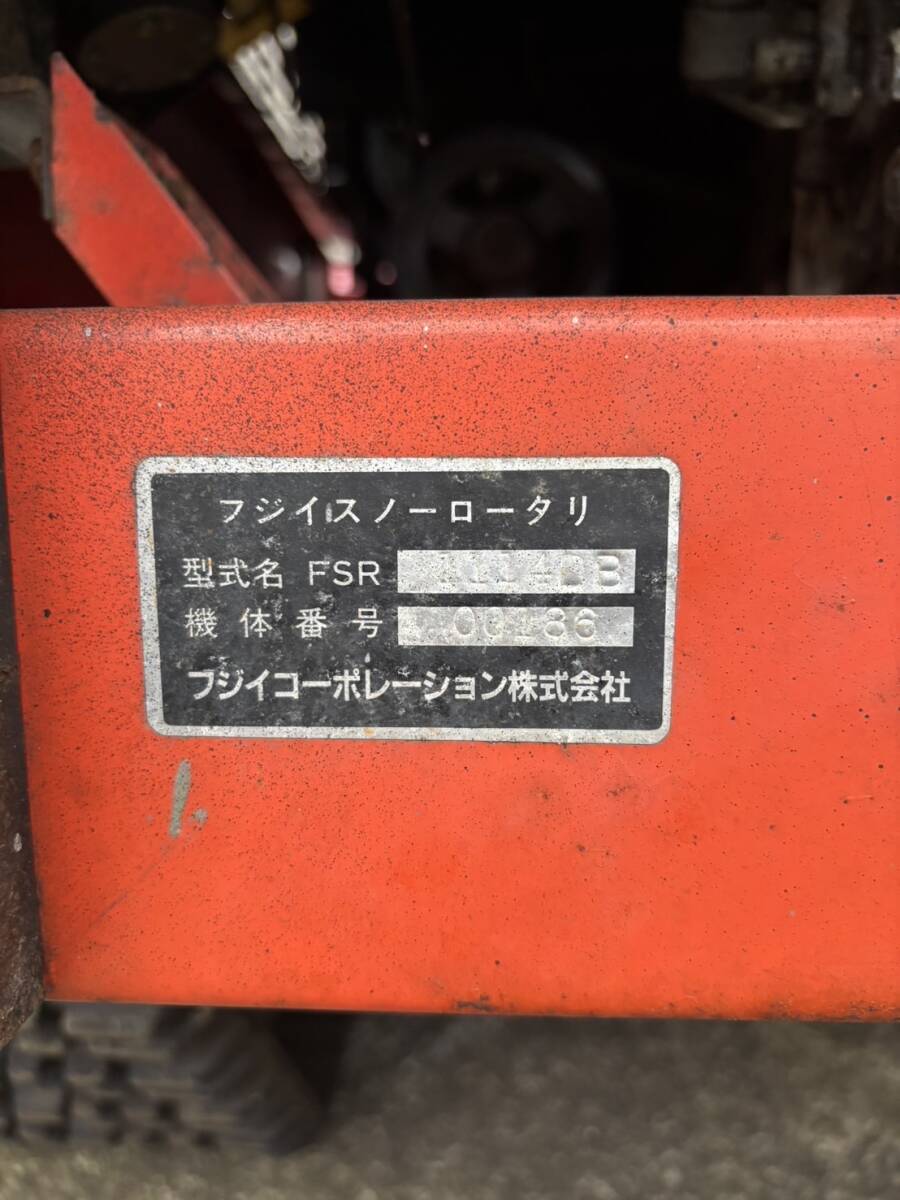 フジイスノーロータリ
型式名 FSR
機体番号 00186
フジイコーポレーション株式会社